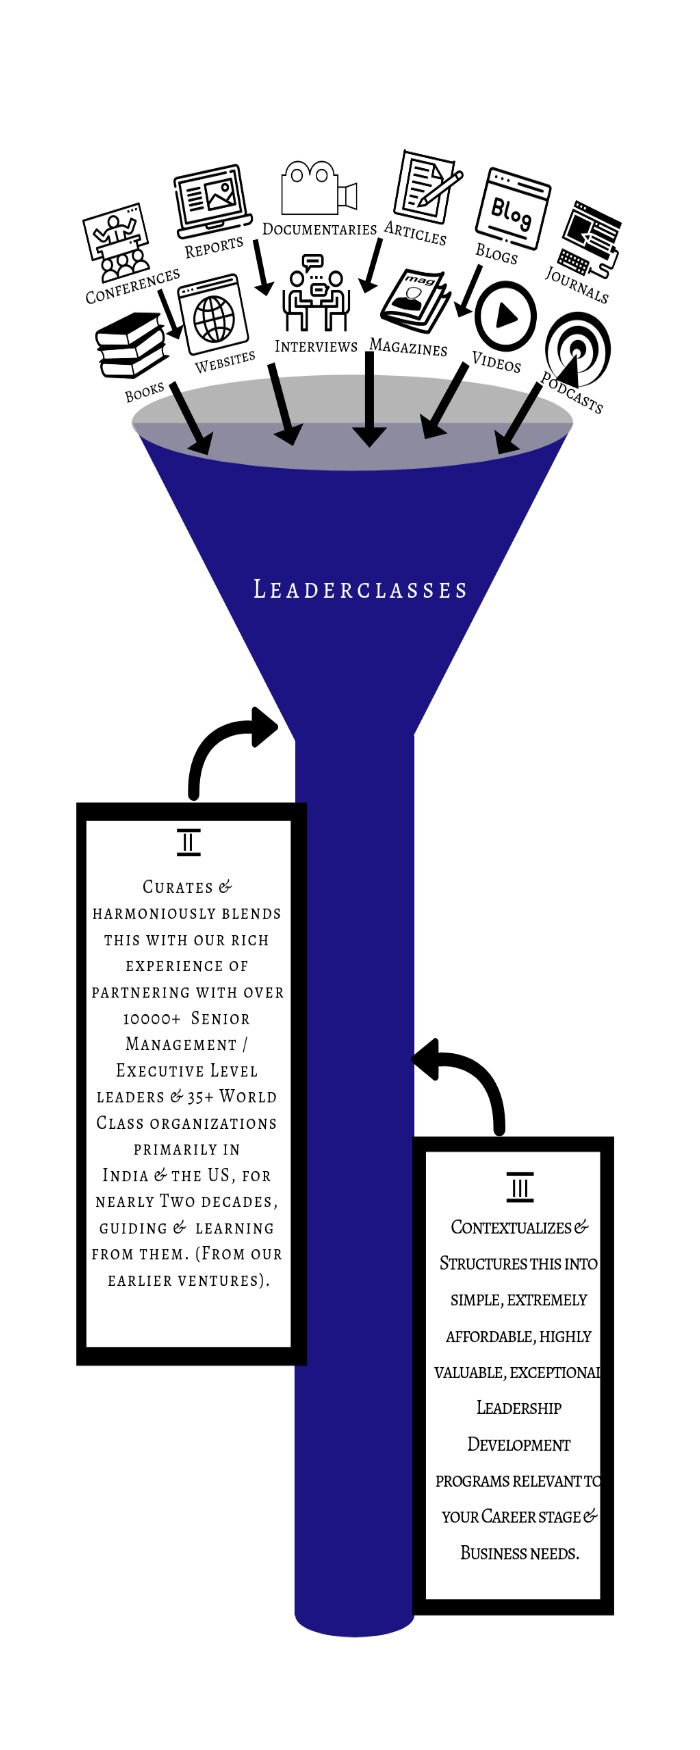 Conferences
Reports
Documentaries
Articles
Blog
Blogs
Journals
Books
Websites
Interviews
mag
Magazines
Videos
Podcasts
Leaderclasses
II
Curates &
harmoniously blends
this with our rich
experience of
partnering with over
10000+ Senior
Management /
Executive Level
leaders & 35+ World
Class organizations
primarily in
India & the US, for
nearly Two decades,
guiding & learning
from them. (From our
earlier ventures).
III
Contextualizes &
Structures this into
simple, extremely
affordable, highly
valuable, exceptional
Leadership
Development
programs relevant to
your Career stage &
Business needs.